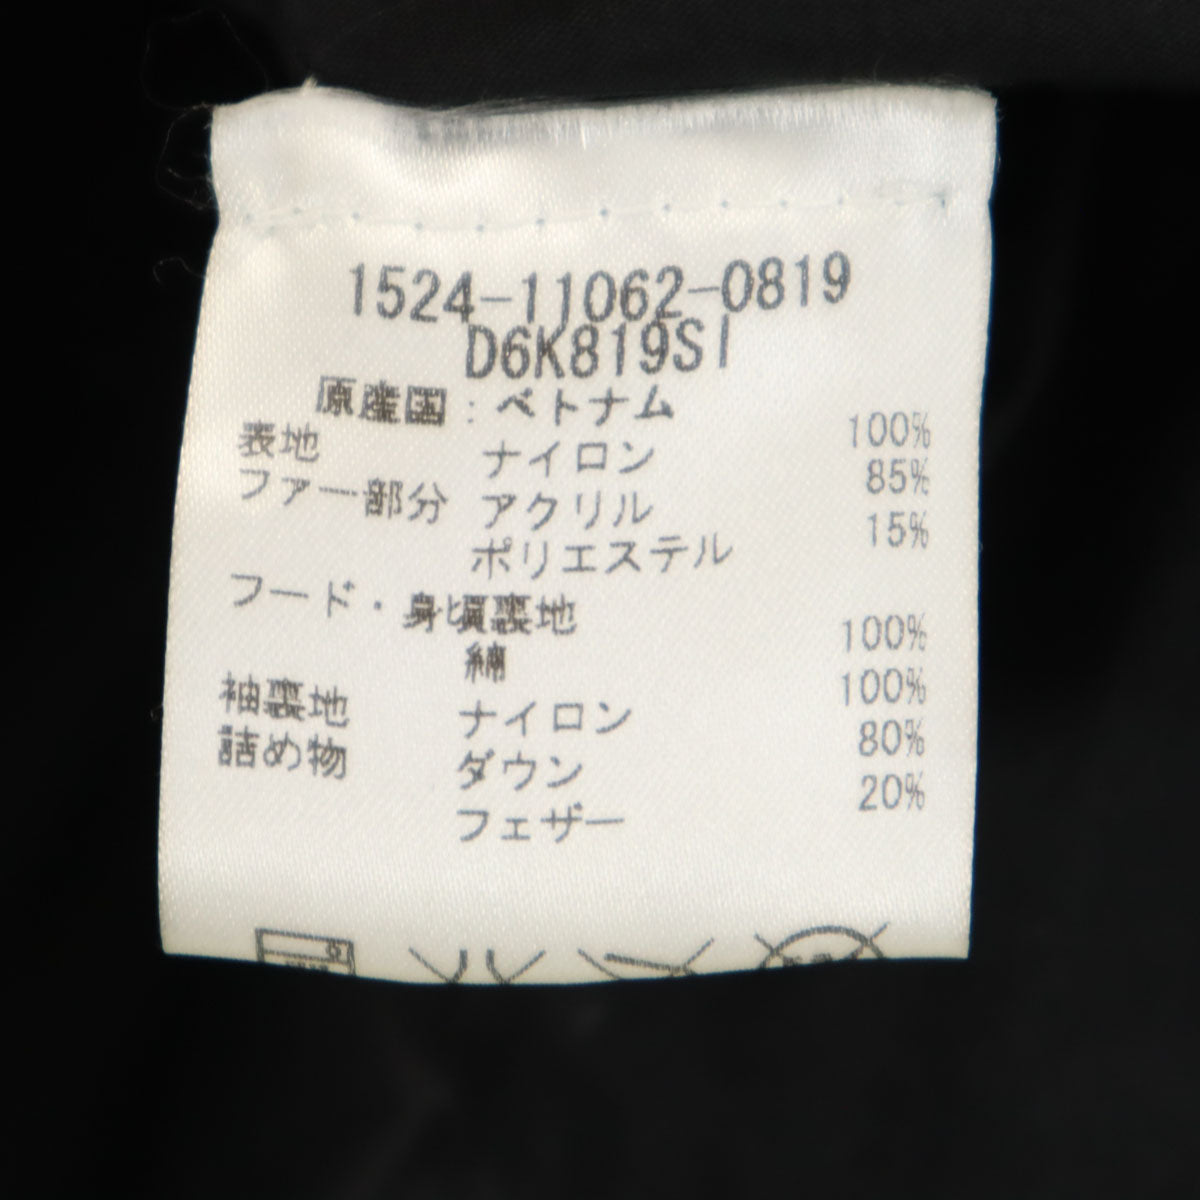 1524-11062-0819
D6K819SI
原産国：ベトナム
表地 ナイロン 100%
ファー部分 アクリル 85%
ポリエステル 15%
フード・身頃裏地
綿 100%
袖裏地 ナイロン 100%
詰め物 ダウン 80%
フェザー 20%